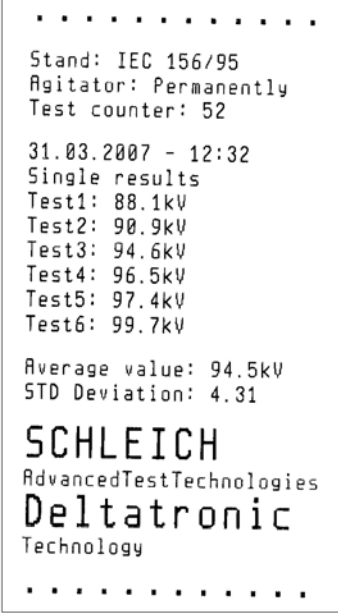 Stand: IEC 156/95
Agitator: Permanently
Test counter: 52
31.03.2007 - 12:32
Single results
Test1: 88.1kV
Test2: 90.9kV
Test3: 94.6kV
Test4: 96.5kV
Test5: 97.4kV
Test6: 99.7kV
Average value: 94.5kV
STD Deviation: 4.31
SCHLEICH
AdvancedTestTechnologies
Deltatronic
Technology